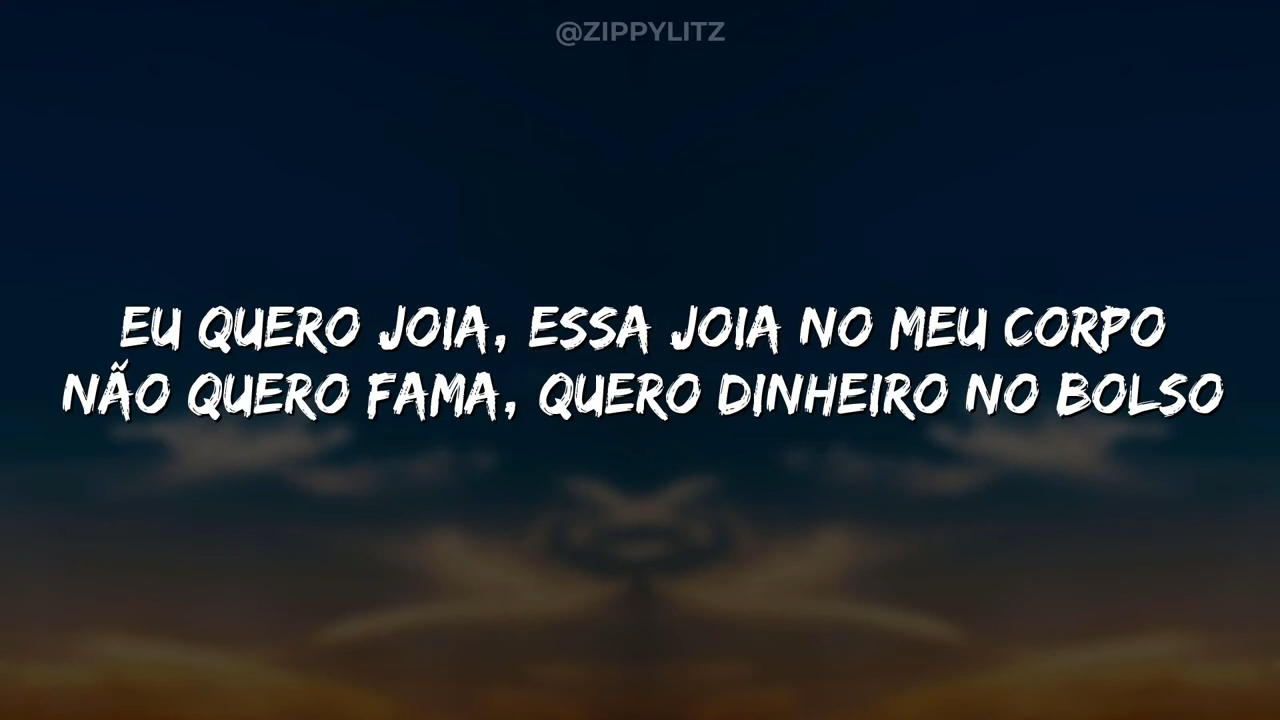 @ZIPPYLITZ
EU QUERO JOIA, ESSA JOIA NO MEU CORPO
NÃO QUERO FAMA, QUERO DINHEIRO NO BOLSO